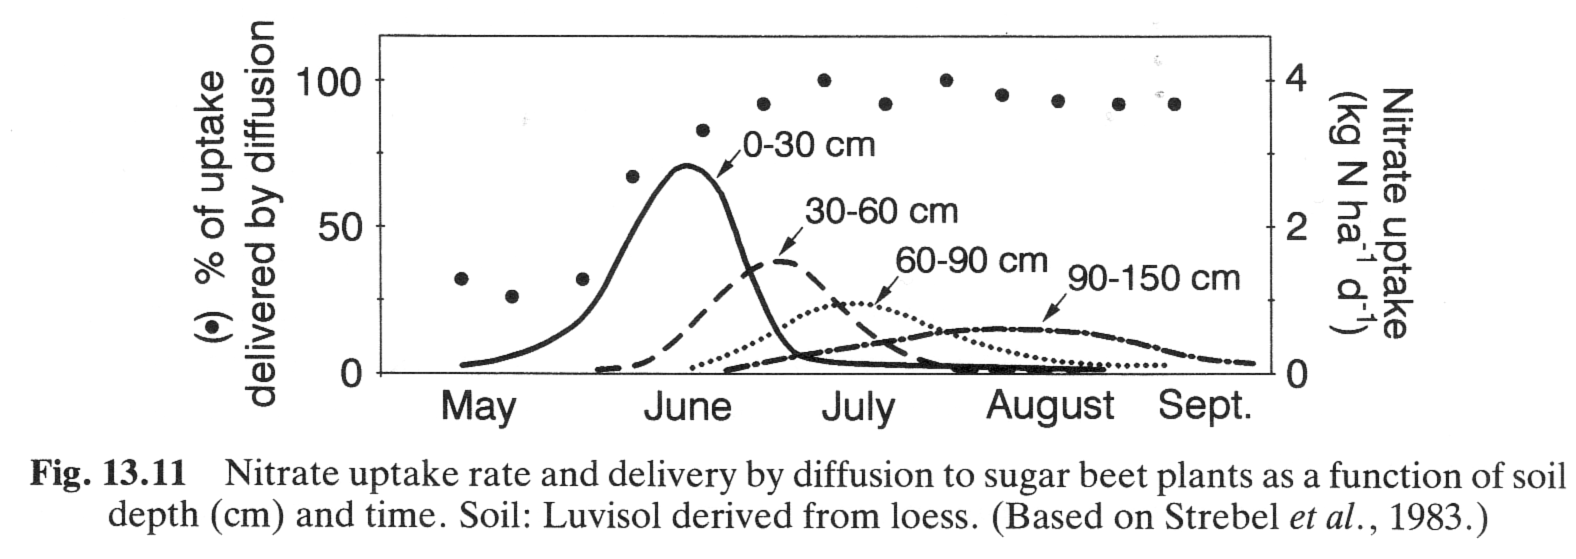 (•) % of uptake
delivered by diffusion
100
50
0
0-30 cm
30-60 cm
60-90 cm
90-150 cm
4
2
0
Nitrate uptake
(kg N ha⁻¹ d⁻¹)
May June July August Sept.
Fig. 13.11 Nitrate uptake rate and delivery by diffusion to sugar beet plants as a function of soil
depth (cm) and time. Soil: Luvisol derived from loess. (Based on Strebel et al., 1983.)